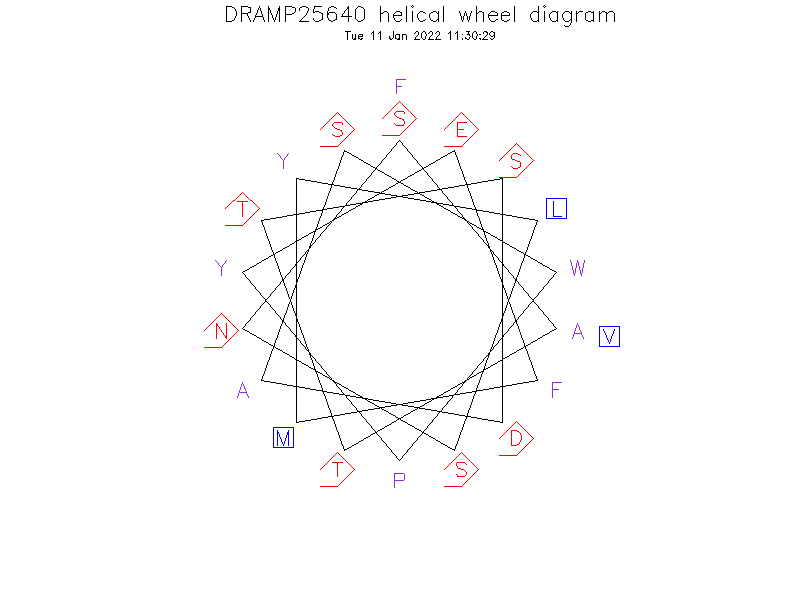 DRAMP25640 helical wheel diagram
Tue 11 Jan 2022 11:30:29
F
S S E
Y S
T L
Y W
N A V
A F
M D
T P S